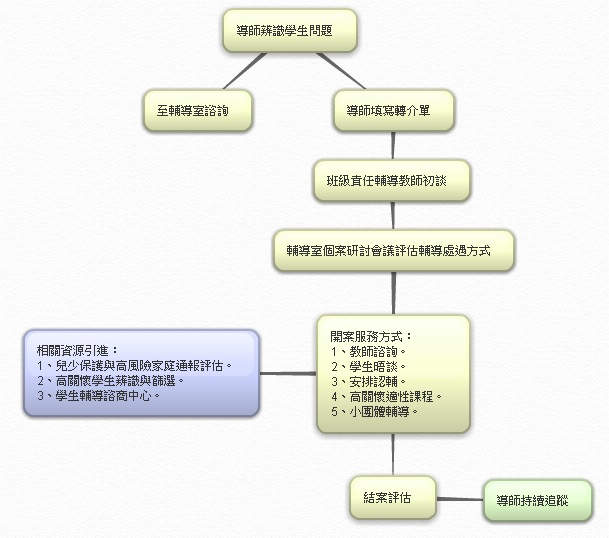 導師辨識學生問題
至輔導室諮詢
導師填寫轉介單
班級責任輔導教師初談
輔導室個案研討會議評估輔導處遇方式
開案服務方式：
1、教師諮詢。
2、學生晤談。
3、安排認輔。
4、高關懷適性課程。
5、小團體輔導。
相關資源引進：
1、兒少保護與高風險家庭通報評估。
2、高關懷學生辨識與篩選。
3、學生輔導諮商中心。
結案評估
導師持續追蹤